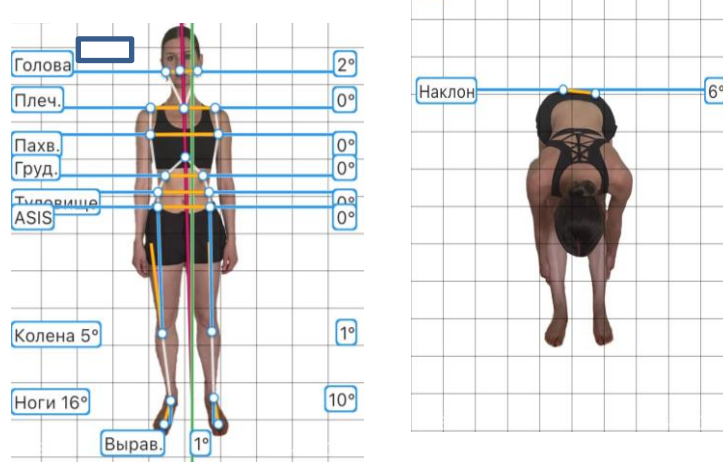 Голова 2°
Плеч. 0°
Пахв. 0°
Груд. 0°
Туловище 0°
ASIS 0°
Колена 5° 1°
Ноги 16° 10°
Вырав. 1°
Наклон 6°